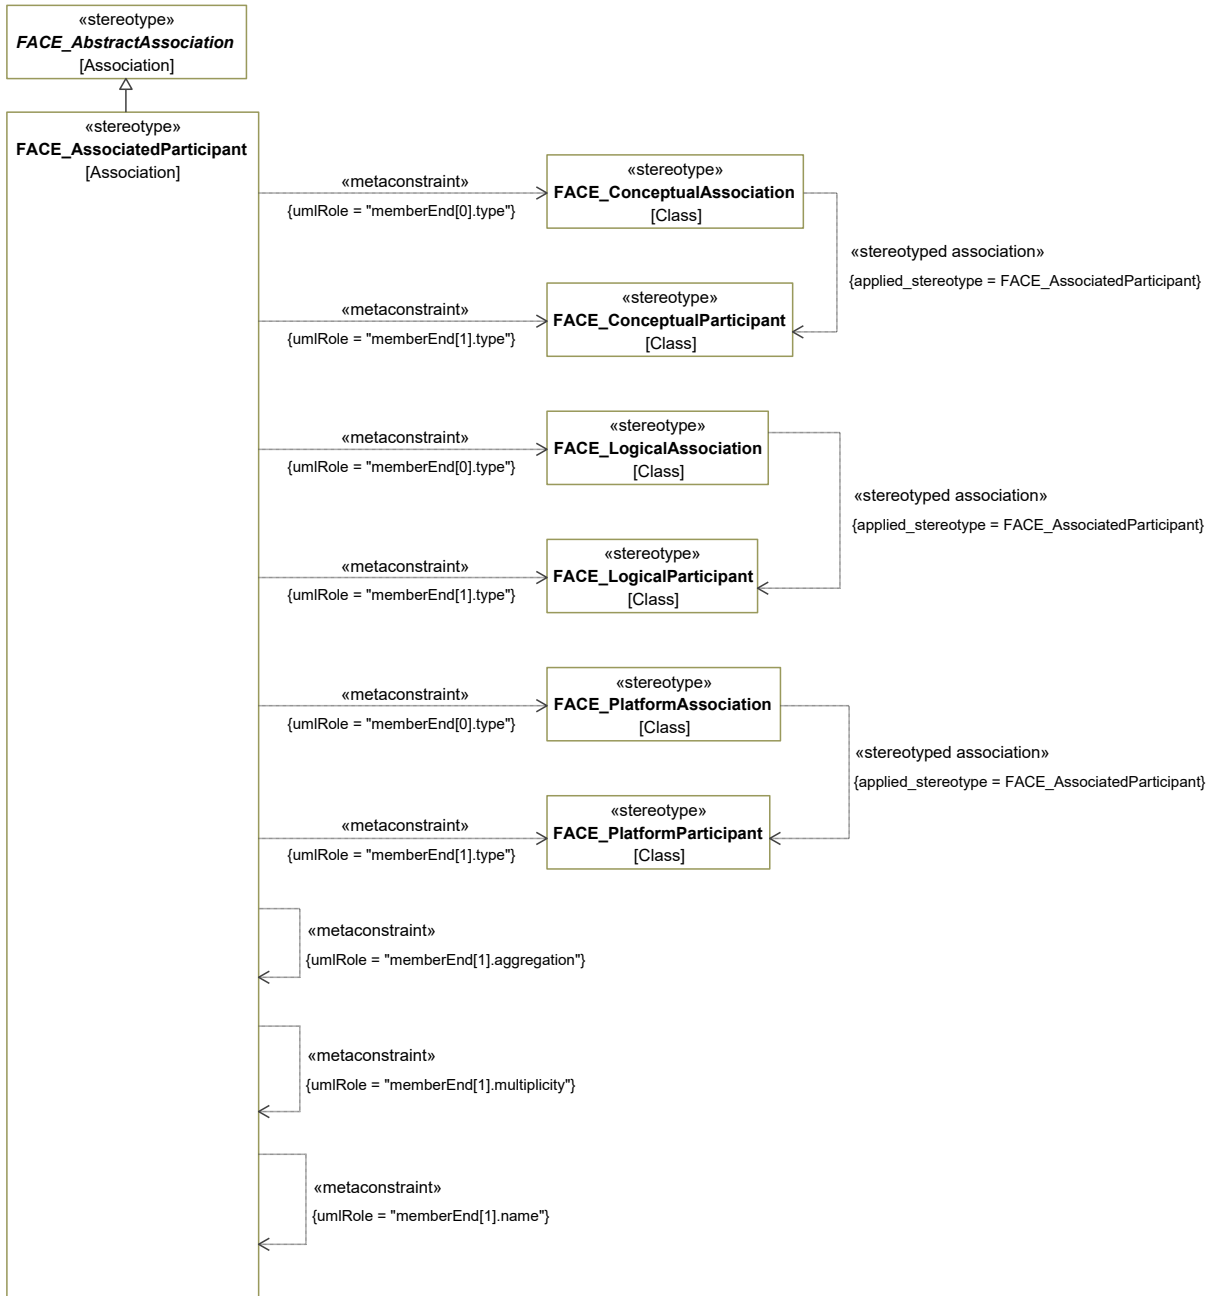 «stereotype»
FACE_AbstractAssociation
[Association]
«stereotype»
FACE_AssociatedParticipant
[Association]
«metaconstraint»
{umlRole = "memberEnd[0].type"}
«stereotype»
FACE_ConceptualAssociation
[Class]
«stereotyped association»
{applied_stereotype = FACE_AssociatedParticipant}
«metaconstraint»
{umlRole = "memberEnd[1].type"}
«stereotype»
FACE_ConceptualParticipant
[Class]
«metaconstraint»
{umlRole = "memberEnd[0].type"}
«stereotype»
FACE_LogicalAssociation
[Class]
«stereotyped association»
{applied_stereotype = FACE_AssociatedParticipant}
«metaconstraint»
{umlRole = "memberEnd[1].type"}
«stereotype»
FACE_LogicalParticipant
[Class]
«metaconstraint»
{umlRole = "memberEnd[0].type"}
«stereotype»
FACE_PlatformAssociation
[Class]
«stereotyped association»
{applied_stereotype = FACE_AssociatedParticipant}
«metaconstraint»
{umlRole = "memberEnd[1].type"}
«stereotype»
FACE_PlatformParticipant
[Class]
«metaconstraint»
{umlRole = "memberEnd[1].aggregation"}
«metaconstraint»
{umlRole = "memberEnd[1].multiplicity"}
«metaconstraint»
{umlRole = "memberEnd[1].name"}